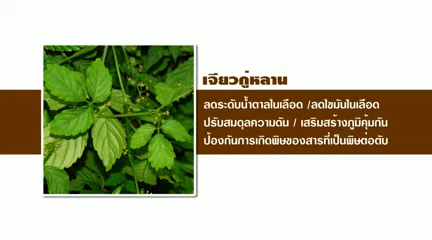 เจียวกู่หลาน
ลดระดับน้ำตาลในเลือด /ลดไขมันในเลือด
ปรับสมดุลความดัน / เสริมสร้างภูมิคุ้มกัน
ป้องกันการเกิดพิษของสารที่เป็นพิษต่อตับ